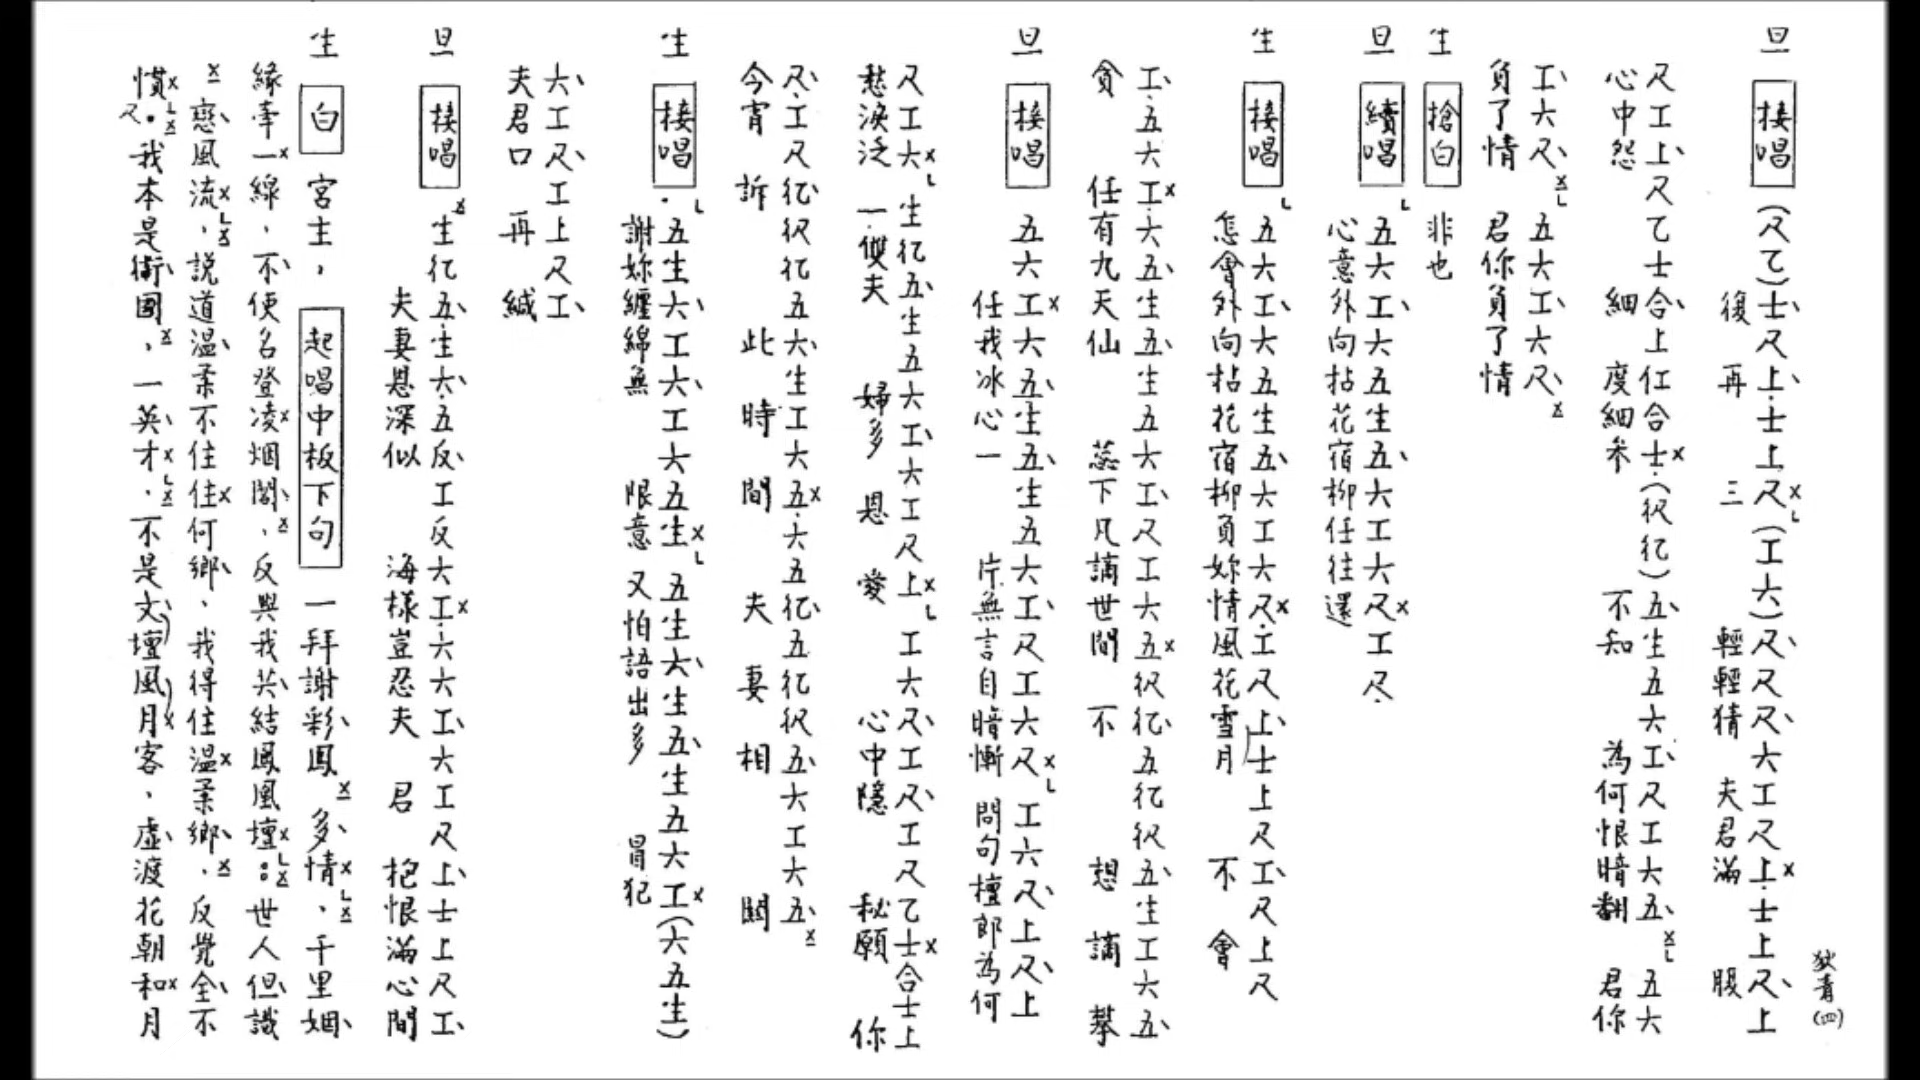 狄青(四)
旦 接唱 (尺乙)士尺上士上尺(工六)尺尺尺六工尺上士上尺上
復再三 輕輕猜 夫君滿腹
尺工上尺乙士合上仜合士(伬亿)五生五六工尺工六五 五六
心中怨 細度細參 不知 為何恨暗翻 君你
工六尺 五六工六尺
負了情 君你負了情
生 搶白 非也
旦 續唱 五六工六五生五六工六尺工尺
心意外向拈花宿柳任往還
生 接唱 五六工六五生五六工六尺工尺上士上尺工尺上尺
怎會外向拈花宿柳負妳情風花雪月 不會
工五六工六五生五生五六工尺工六五伬亿五亿伬五生工六五
貪 任有九天仙 蕊下凡謫世間 不想謫攀
旦 接唱 五六工六五生五生五六工尺工六尺 工六尺上尺上
任我冰心一 片無言自暗慚 問句檀郎為何
尺工六 生亿五生五六工六工尺上 工六尺工尺工尺乙士合士上
愁淚泛 一雙夫 婦多恩愛 心中隱 秘願 你
尺工尺亿伬亿五六生工六五六五亿五亿伬五六工六五
今宵訴 此時間 夫妻相關
生 接唱 五生六工六工六五生 五生六生五生五六工(六五生)
謝妳纏綿無 限意 又怕語出多 冒犯
六工尺工上尺工
夫君口再緘
旦 接唱 生亿五生六五反工反六工六六工六工尺上士上尺工
夫妻恩深似 海樣豈忍夫君 抱恨滿心間
生 白 宮主, 起唱中板下句 一拜謝彩鳳多情、千里姻
緣牽一線,不便名登凌烟閣、反與我共結鳳凰壇:世人但識
戀風流,說道溫柔不住住何鄉、我得住溫柔鄉、反覺全不
慣。我本是衛國,一英才,不是文壇風月客、虛渡花朝和月
尺